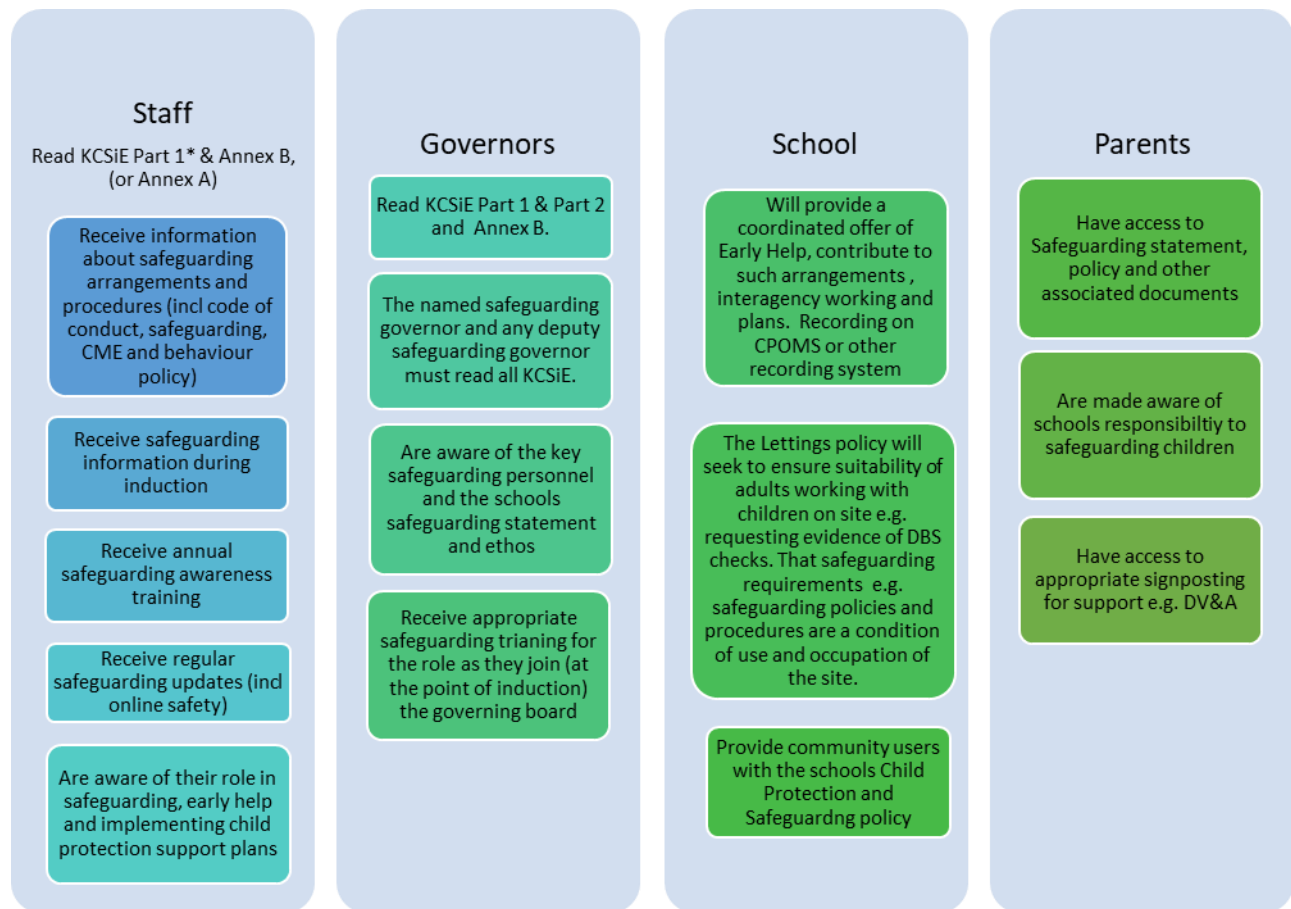 Staff
Read KCSiE Part 1* & Annex B,
(or Annex A)
Receive information
about safeguarding
arrangements and
procedures (incl code of
conduct, safeguarding,
CME and behaviour
policy)
Receive safeguarding
information during
induction
Receive annual
safeguarding awareness
training
Receive regular
safeguarding updates (incl
online safety)
Are aware of their role in
safeguarding, early help
and implementing child
protection support plans
Governors
Read KCSiE Part 1 & Part 2
and Annex B.
The named safeguarding
governor and any deputy
safeguarding governor
must read all KCSiE.
Are aware of the key
safeguarding personnel
and the schools
safeguarding statement
and ethos
Receive appropriate
safeguarding trianing for
the role as they join (at
the point of induction)
the governing board
School
Will provide a
coordinated offer of
Early Help, contribute to
such arrangements ,
interagency working and
plans. Recording on
CPOMS or other
recording system
The Lettings policy will
seek to ensure suitability of
adults working with
children on site e.g.
requesting evidence of DBS
checks. That safeguarding
requirements e.g.
safeguarding policies and
procedures are a condition
of use and occupation of
the site.
Provide community users
with the schools Child
Protection and
Safeguardng policy
Parents
Have access to
Safeguarding statement,
policy and other
associated documents
Are made aware of
schools responsibiltiy to
safeguarding children
Have access to
appropriate signposting
for support e.g. DV&A